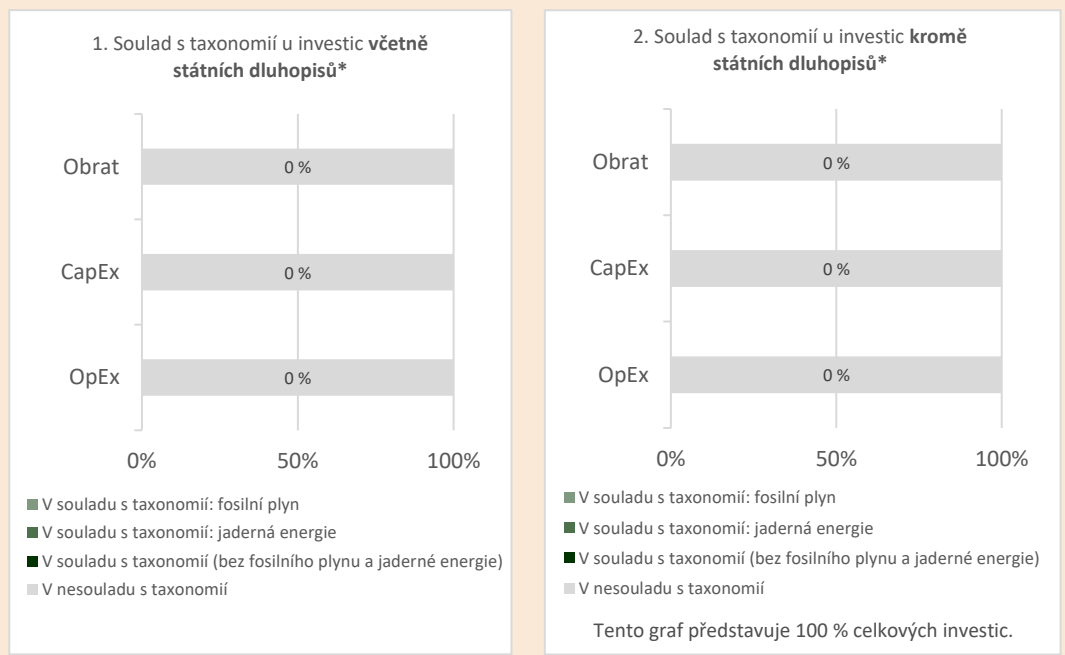 1. Soulad s taxonomií u investic včetně
státních dluhopisů*
Obrat
0 %
CapEx
0 %
OpEx
0 %
0%
50%
100%
V souladu s taxonomií: fosilní plyn
V souladu s taxonomií: jaderná energie
V souladu s taxonomií (bez fosilního plynu a jaderné energie)
V nesouladu s taxonomií
2. Soulad s taxonomií u investic kromě
státních dluhopisů*
Obrat
0 %
CapEx
0 %
OpEx
0 %
0%
50%
100%
V souladu s taxonomií: fosilní plyn
V souladu s taxonomií: jaderná energie
V souladu s taxonomií (bez fosilního plynu a jaderné energie)
V nesouladu s taxonomií
Tento graf představuje 100 % celkových investic.